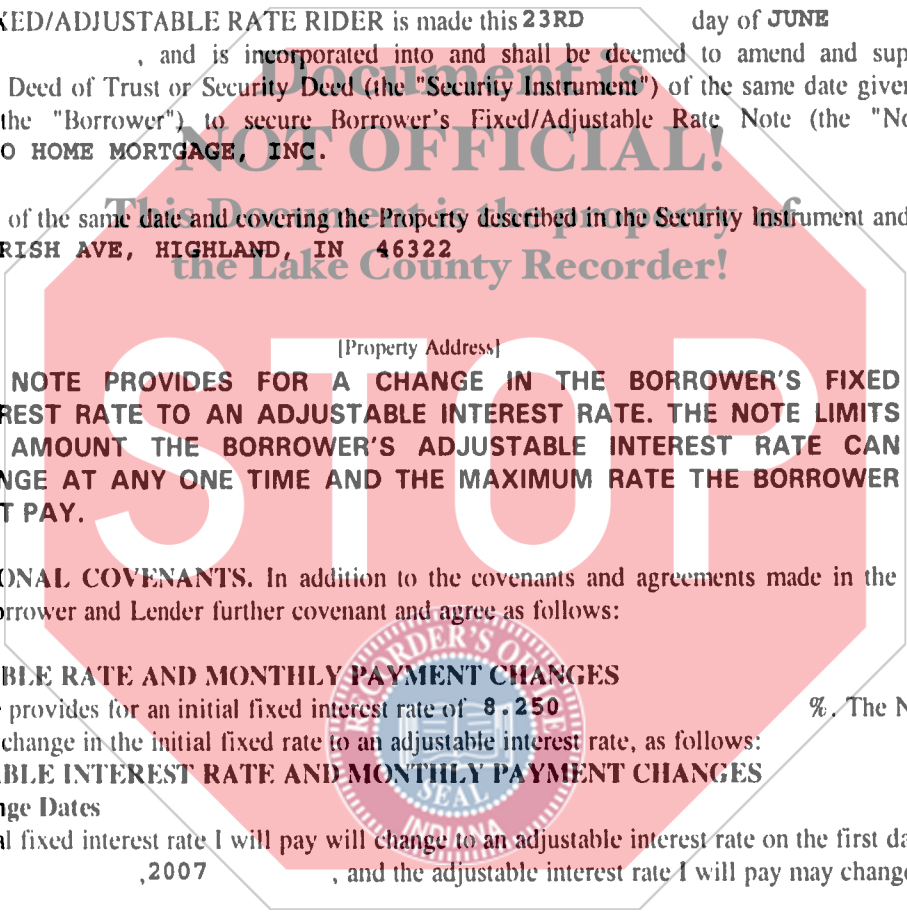 XED/ADJUSTABLE RATE RIDER is made this 23RD day of JUNE
, and is incorporated into and shall be deemed to amend and sup
Document is
Deed of Trust or Security Deed (the "Security Instrument") of the same date given
the "Borrower") to secure Borrower's Fixed/Adjustable Rate Note (the "No
NOT OFFICIAL!
O HOME MORTGAGE, INC.
This Document is the property of
of the same date and covering the Property described in the Security Instrument and
RISH AVE, HIGHLAND, IN 46322
the Lake County Recorder!
[Property Address]
NOTE PROVIDES FOR A CHANGE IN THE BORROWER'S FIXED
REST RATE TO AN ADJUSTABLE INTEREST RATE. THE NOTE LIMITS
AMOUNT THE BORROWER'S ADJUSTABLE INTEREST RATE CAN
NGE AT ANY ONE TIME AND THE MAXIMUM RATE THE BORROWER
T PAY.
STOP
ONAL COVENANTS. In addition to the covenants and agreements made in the
orrower and Lender further covenant and agree as follows:
RECORDER'S OFFICE
BLE RATE AND MONTHLY PAYMENT CHANGES
provides for an initial fixed interest rate of 8.250 %. The N
change in the initial fixed rate to an adjustable interest rate, as follows:
ABLE INTEREST RATE AND MONTHLY PAYMENT CHANGES
SEAL
nge Dates
INDIANA
al fixed interest rate I will pay will change to an adjustable interest rate on the first da
,2007 , and the adjustable interest rate I will pay may change